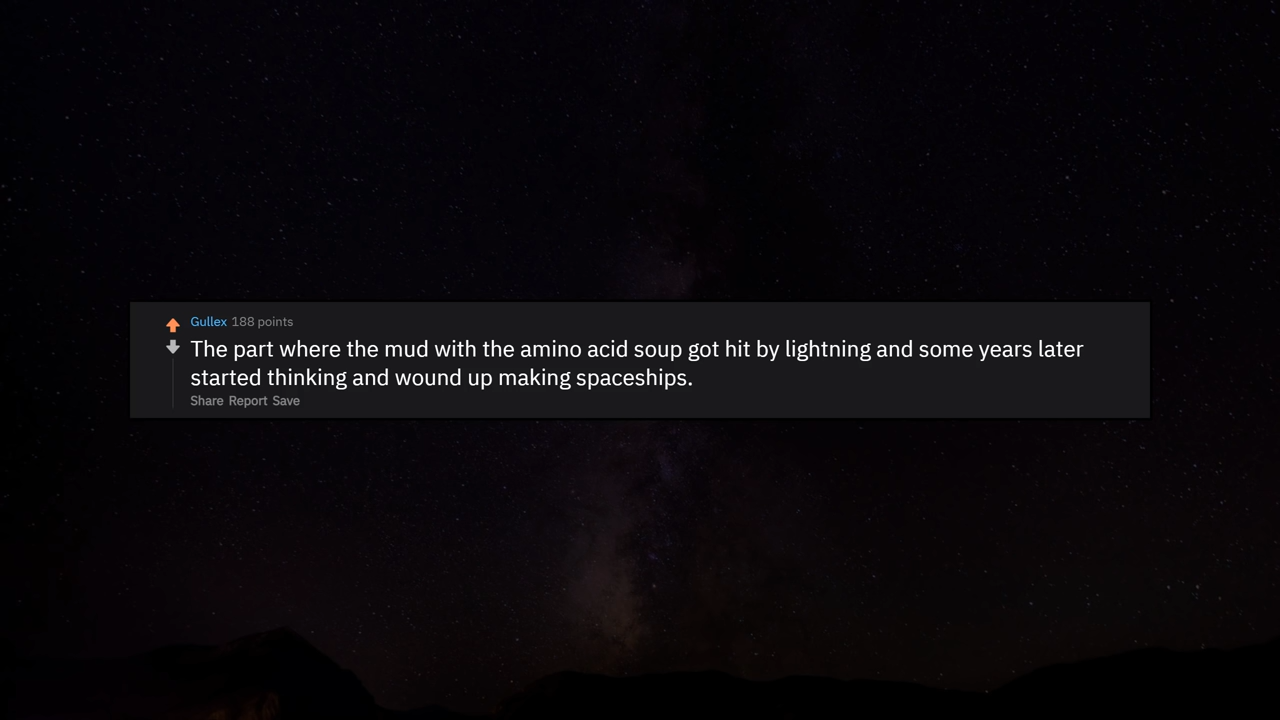 Gullex 188 points
The part where the mud with the amino acid soup got hit by lightning and some years later
started thinking and wound up making spaceships.
Share Report Save